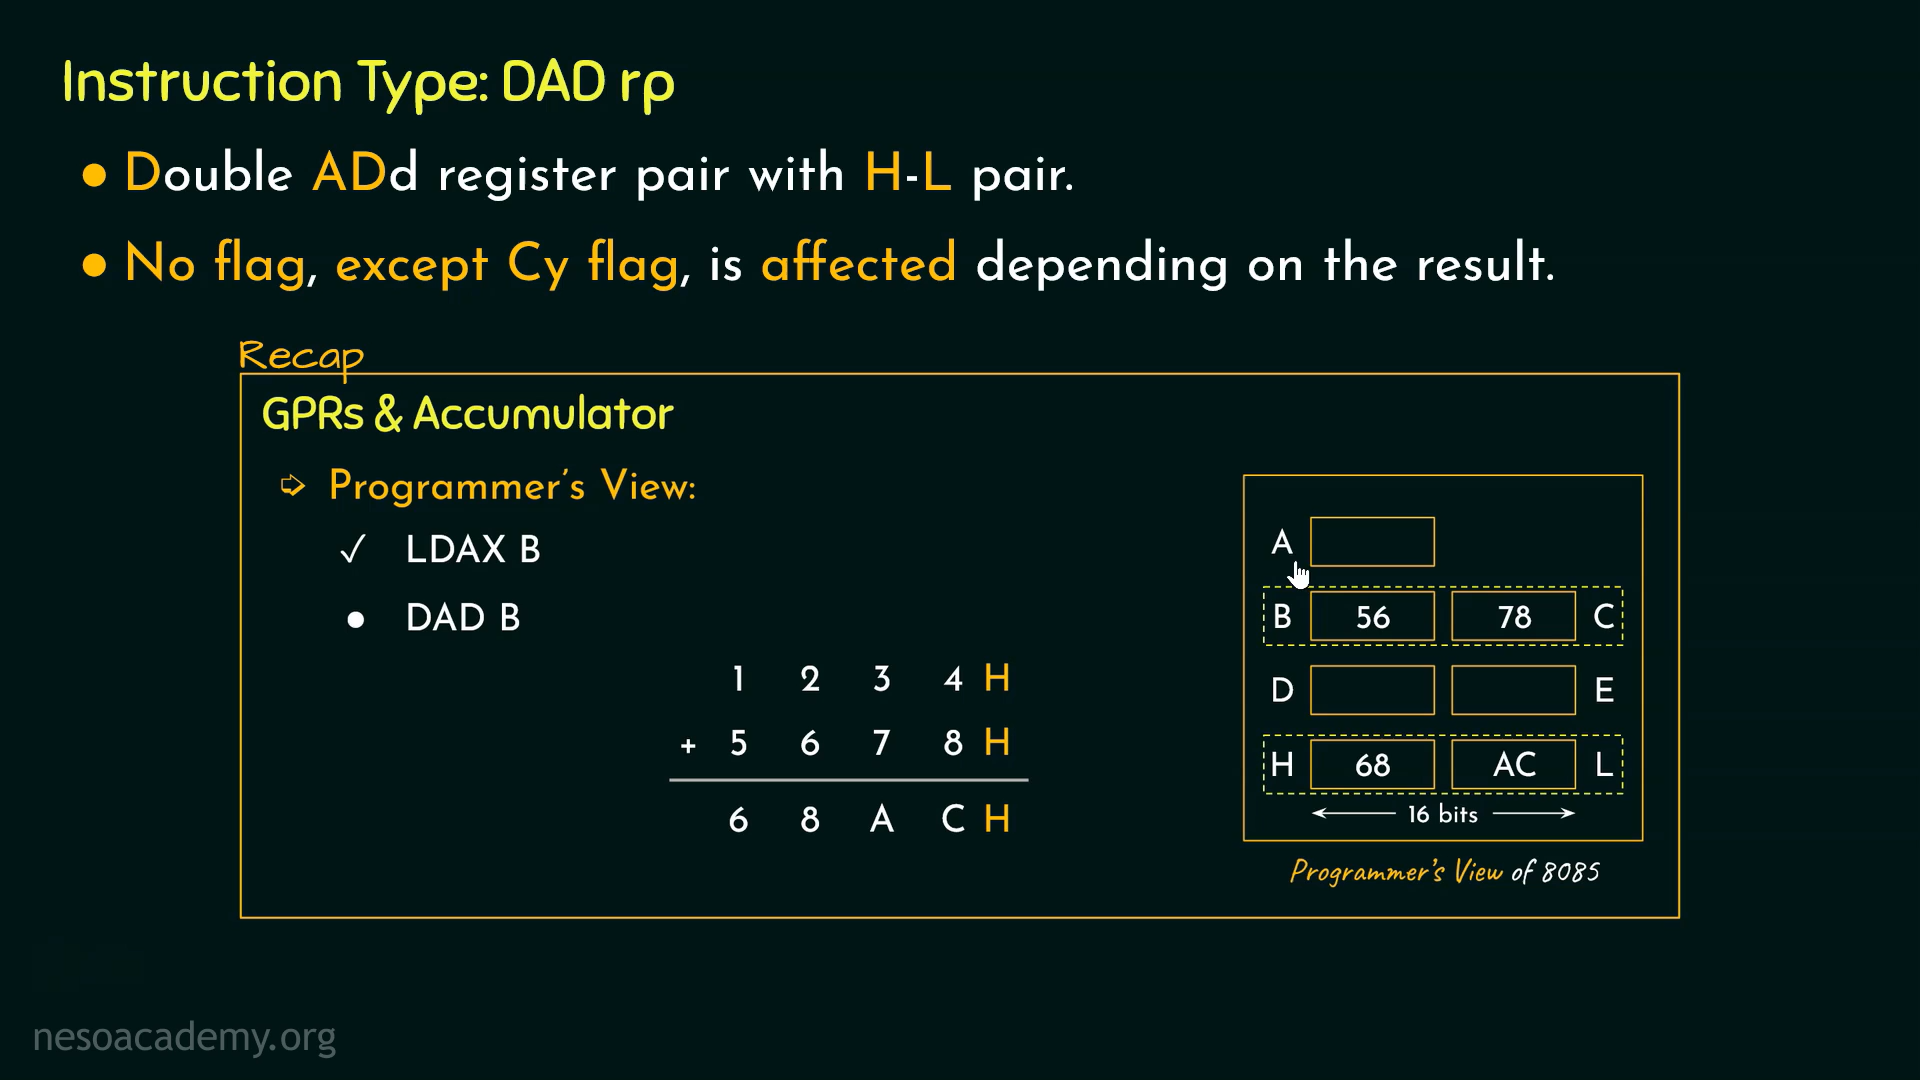 Instruction Type: DAD rp
● Double ADd register pair with H-L pair.
● No flag, except Cy flag, is affected depending on the result.
Recap
GPRs & Accumulator
➩ Programmer's View:
✓ LDAX B
● DAD B
1 2 3 4 H
+ 5 6 7 8 H
6 8 A C H
A
B 56 78 C
D E
H 68 AC L
16 bits
Programmer's View of 8085
nesoacademy.org